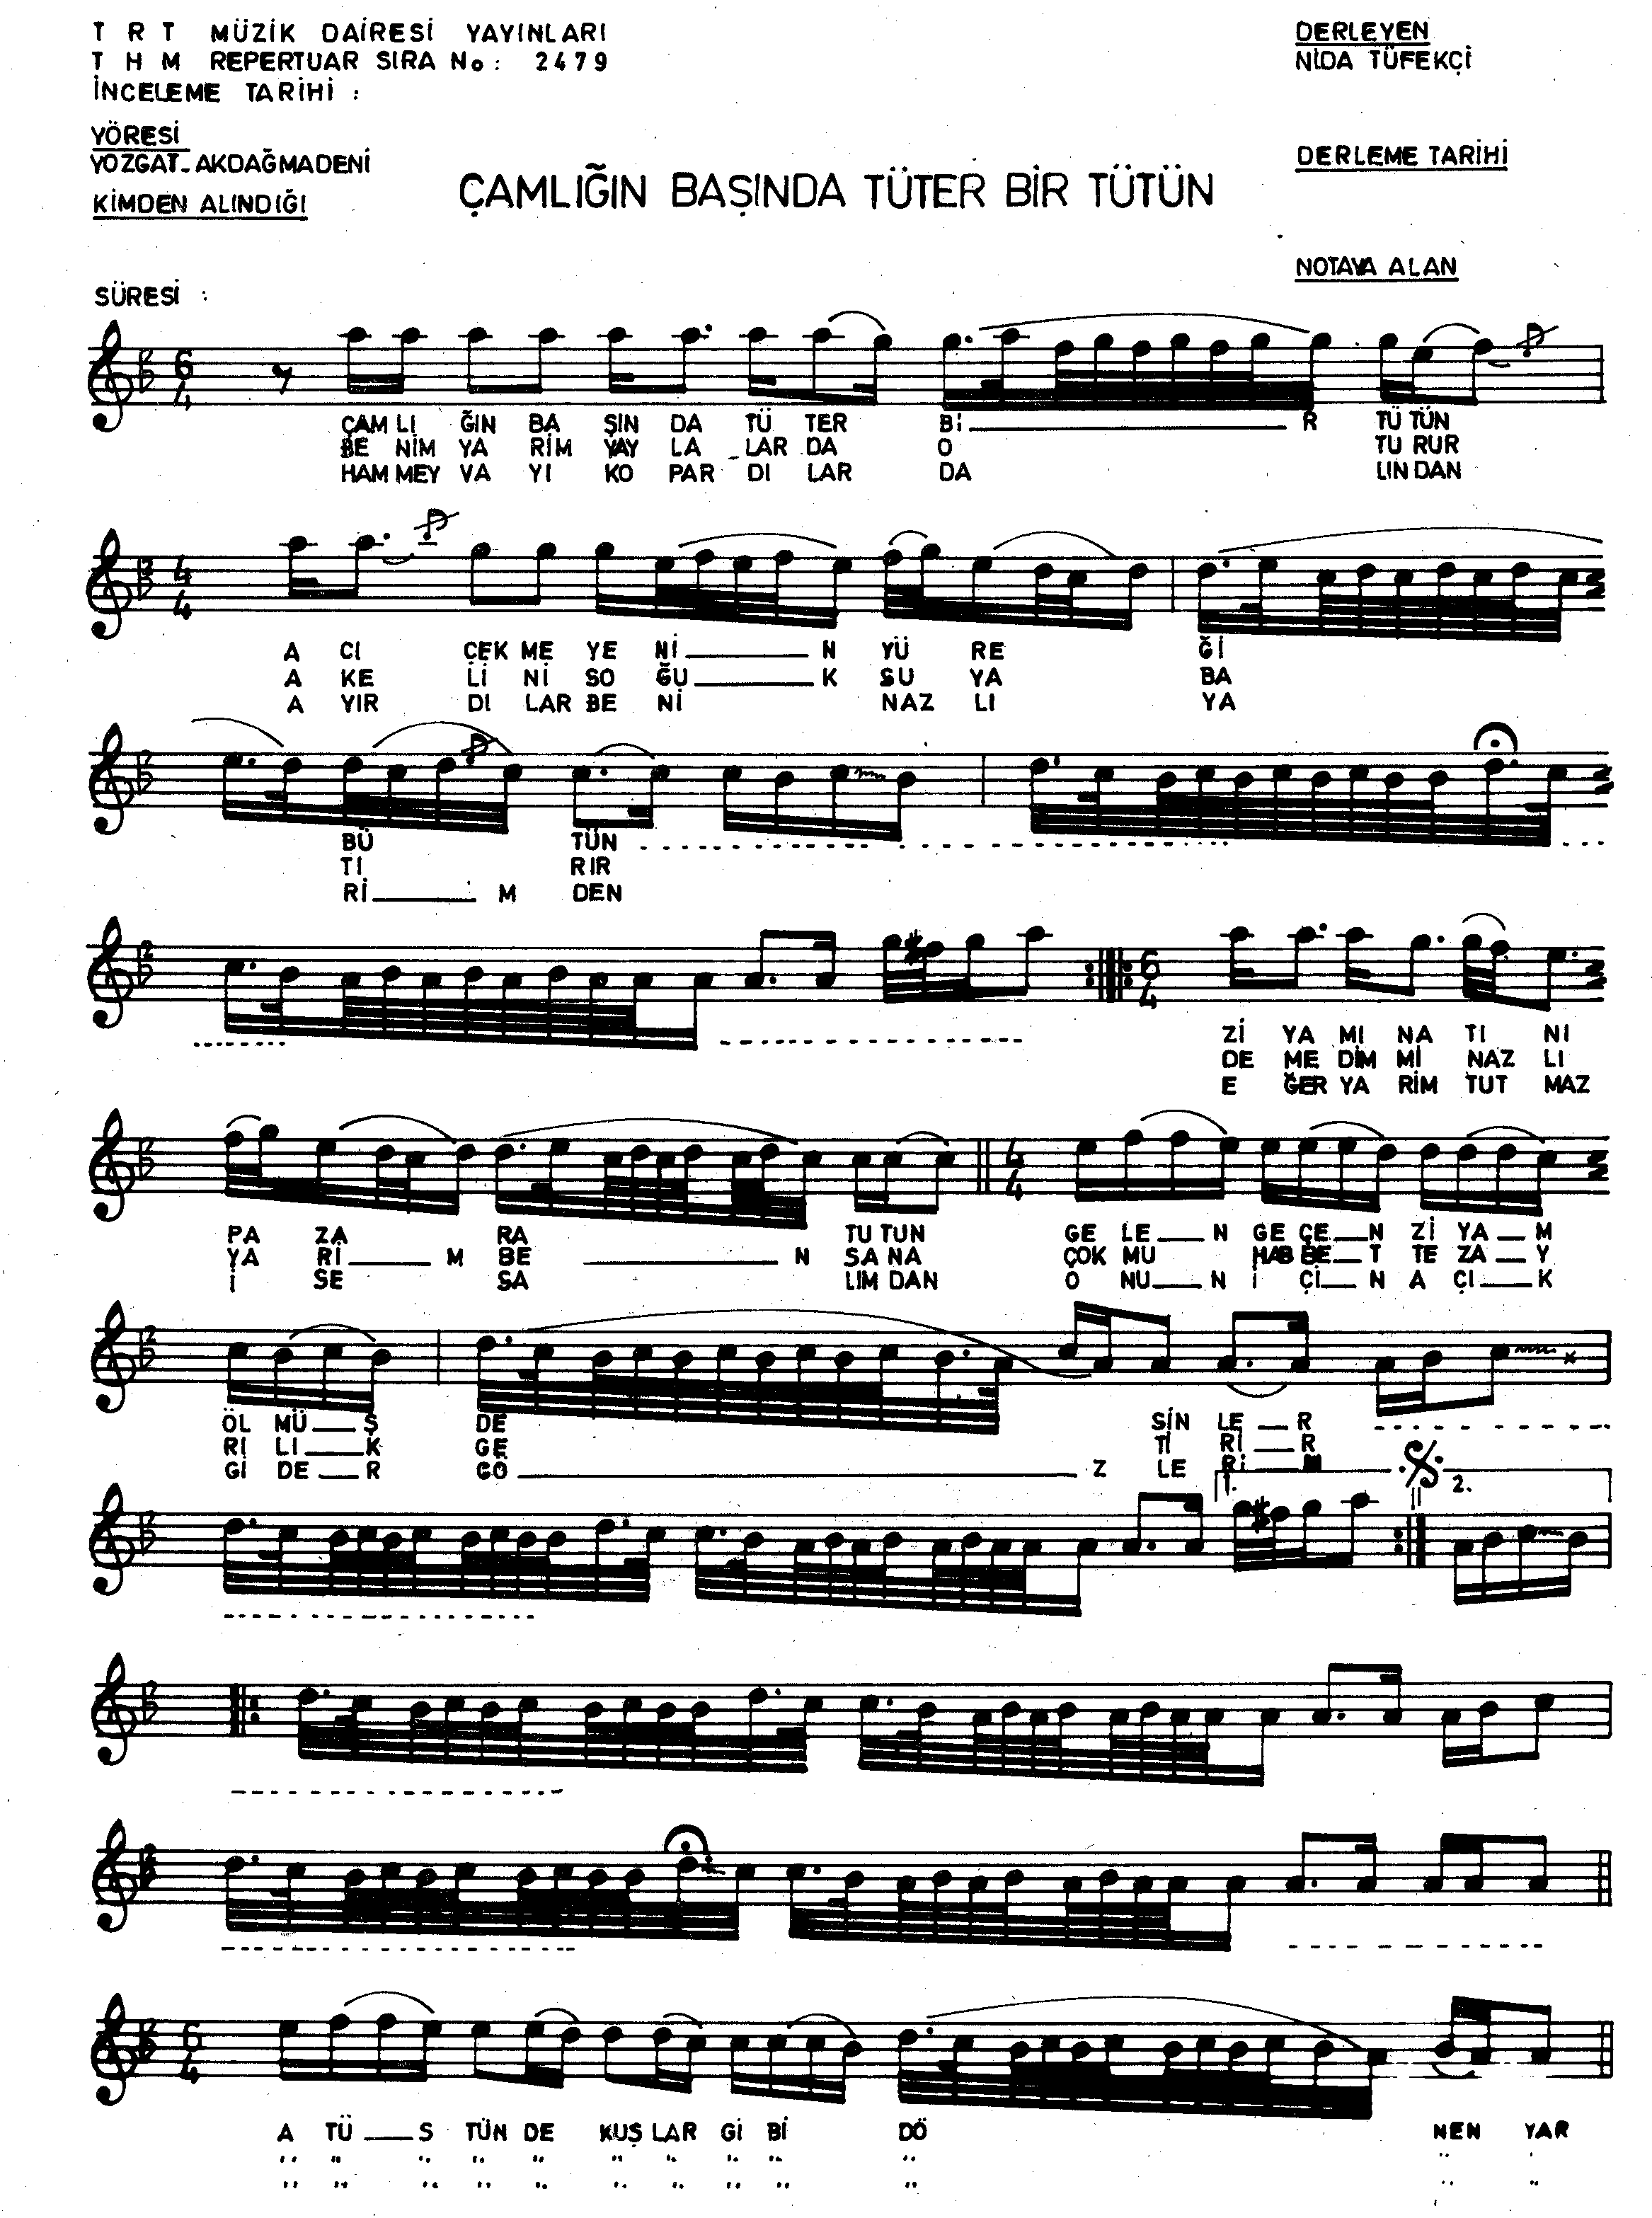 T R T MÜZİK DAİRESİ YAYINLARI
T H M REPERTUAR SIRA No: 2479
İNCELEME TARİHİ :
YÖRESİ
YOZGAT-AKDAĞMADENİ
KİMDEN ALINDIĞI
DERLEYEN
NİDA TÜFEKÇİ
DERLEME TARİHİ
ÇAMLIĞIN BAŞINDA TÜTER BİR TÜTÜN
NOTAYA ALAN
SÜRESİ :
6 4
ÇAM LI ĞIN BA ŞIN DA TÜ TER Bİ R TÜ TÜN
BE NİM YA RİM YAY LA LAR DA O TU RUR
HAM MEY VA YI KO PAR DI LAR DA LIN DAN
2 4 4
A CI ÇEK ME YE Nİ N YÜ RE Ğİ
A KE Lİ Nİ SO ĞU K SU YA BA
A YIR DI LAR BE Nİ NAZ LI YA
2
BÜ TÜN
TI RIR
Rİ M DEN
2 6 4
Zİ YA MI NA TI NI
DE ME DİM Mİ NAZ LI
E ĞER YA RİM TUT MAZ
2 4 4
PA ZA RA TU TUN GE LE N GE ÇE N Zİ YA M
YA Rİ M BE N SA NA ÇOK MU HAB BE T TE ZA Y
İ SE SA LIM DAN O NU N İ Çİ N A ÇI K
2
ÖL MÜ Ş DE SİN LE R
RI LI K GE Tİ Rİ R
Gİ DE R GÖ Z LE Rİ M
2 1. 2.
2
2
2 6 4
A TÜ S TÜN DE KUŞ LAR Gİ Bİ DÖ NEN YAR
" " " " " " " " " " "
" " " " " " " " " " "